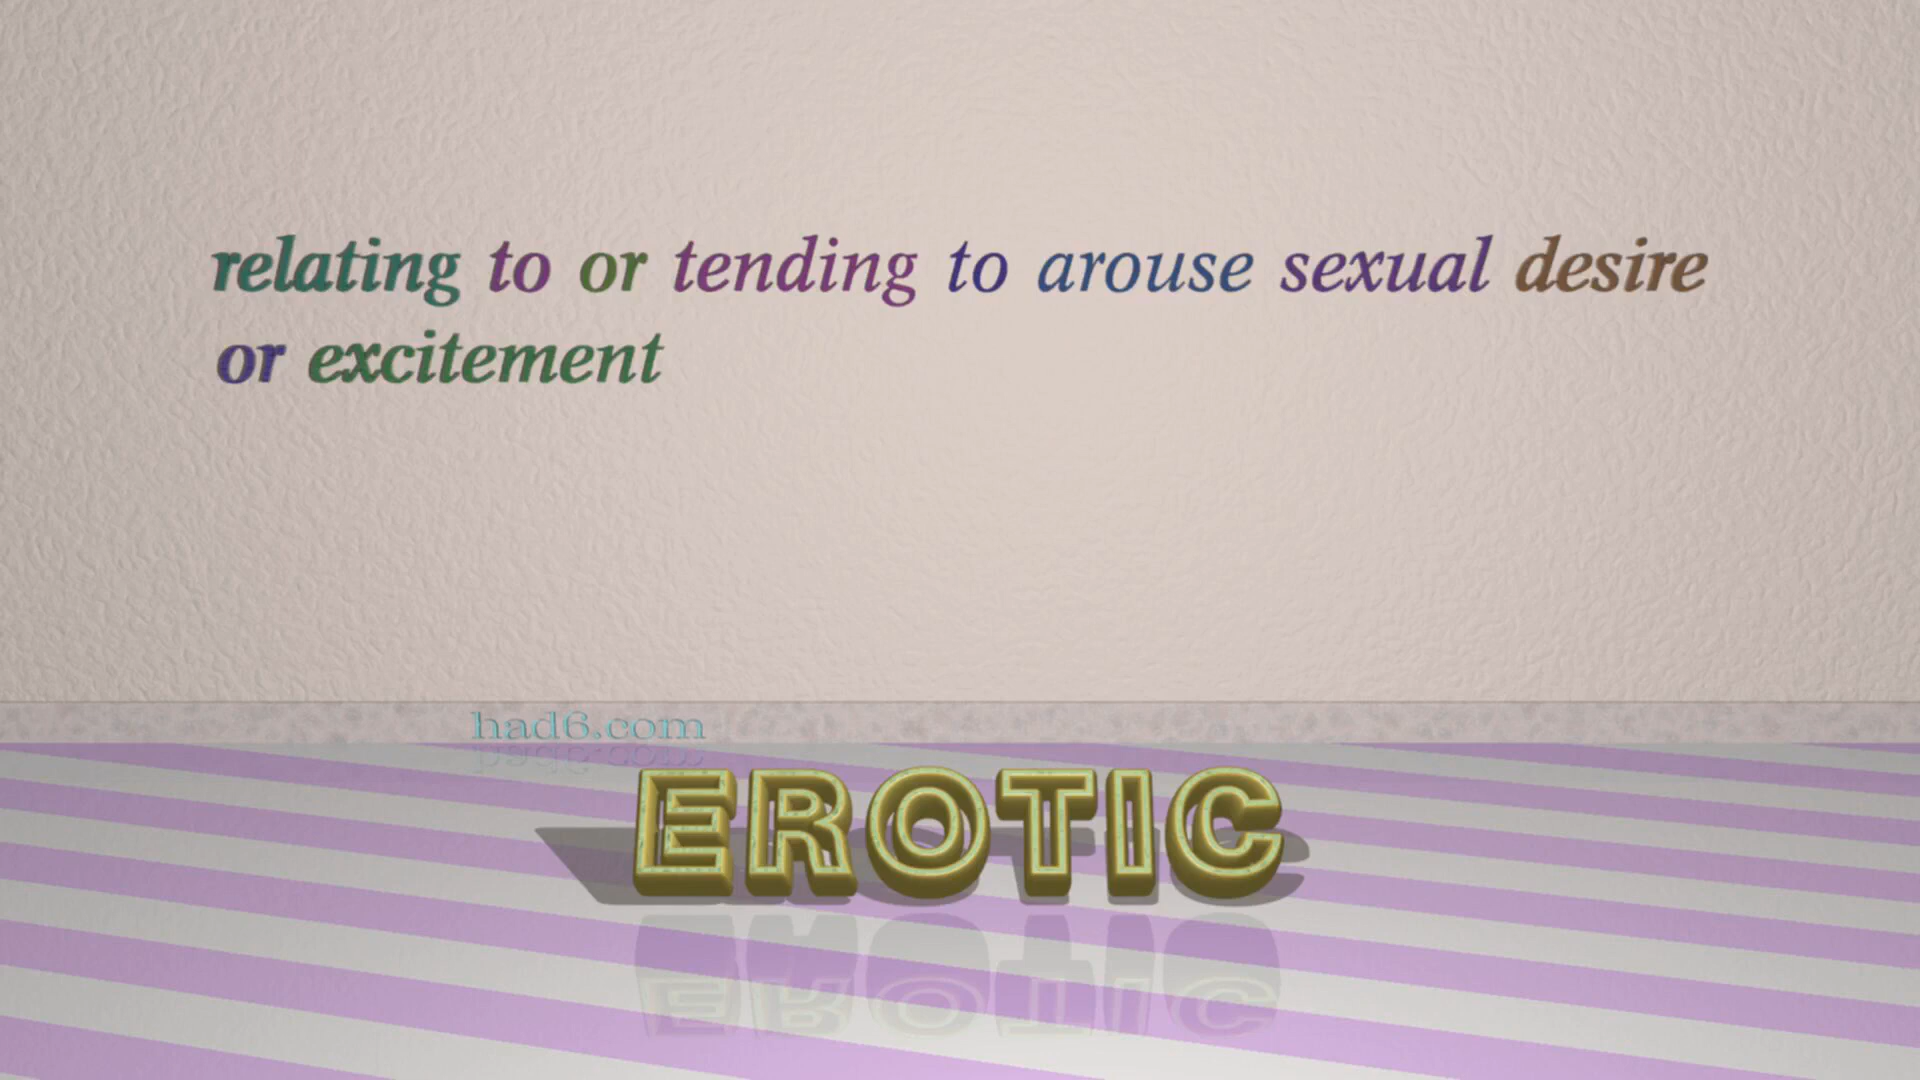 relating to or tending to arouse sexual desire
or excitement
had6.com
EROTIC